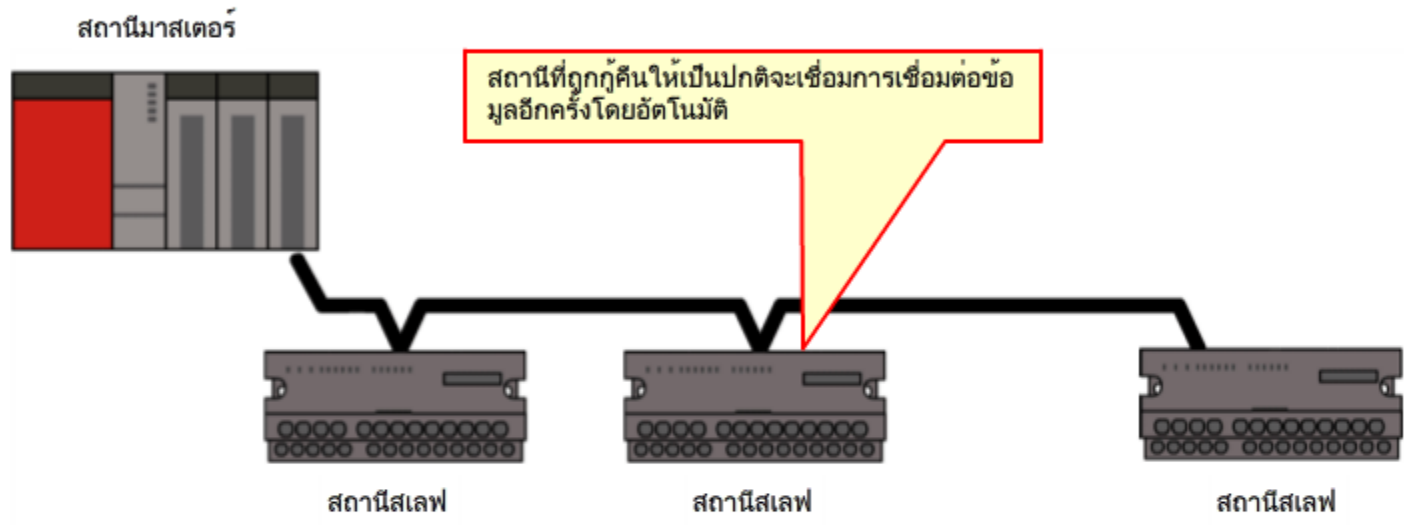 สถานีมาสเตอร์
สถานีที่ถูกกู้คืนให้เป็นปกติจะเชื่อมการเชื่อมต่อข้อ
มูลอีกครั้งโดยอัตโนมัติ
สถานีสเลฟ
สถานีสเลฟ
สถานีสเลฟ